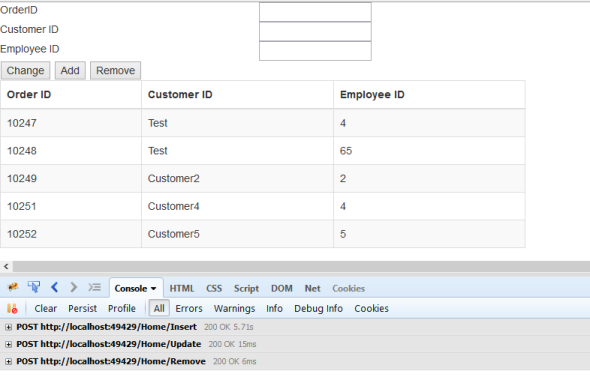 OrderID
Customer ID
Employee ID
Change Add Remove
Order ID Customer ID Employee ID
10247 Test 4
10248 Test 65
10249 Customer2 2
10251 Customer4 4
10252 Customer5 5
Console HTML CSS Script DOM Net Cookies
Clear Persist Profile All Errors Warnings Info Debug Info Cookies
POST http://localhost:49429/Home/Insert 200 OK 5.71s
POST http://localhost:49429/Home/Update 200 OK 15ms
POST http://localhost:49429/Home/Remove 200 OK 6ms